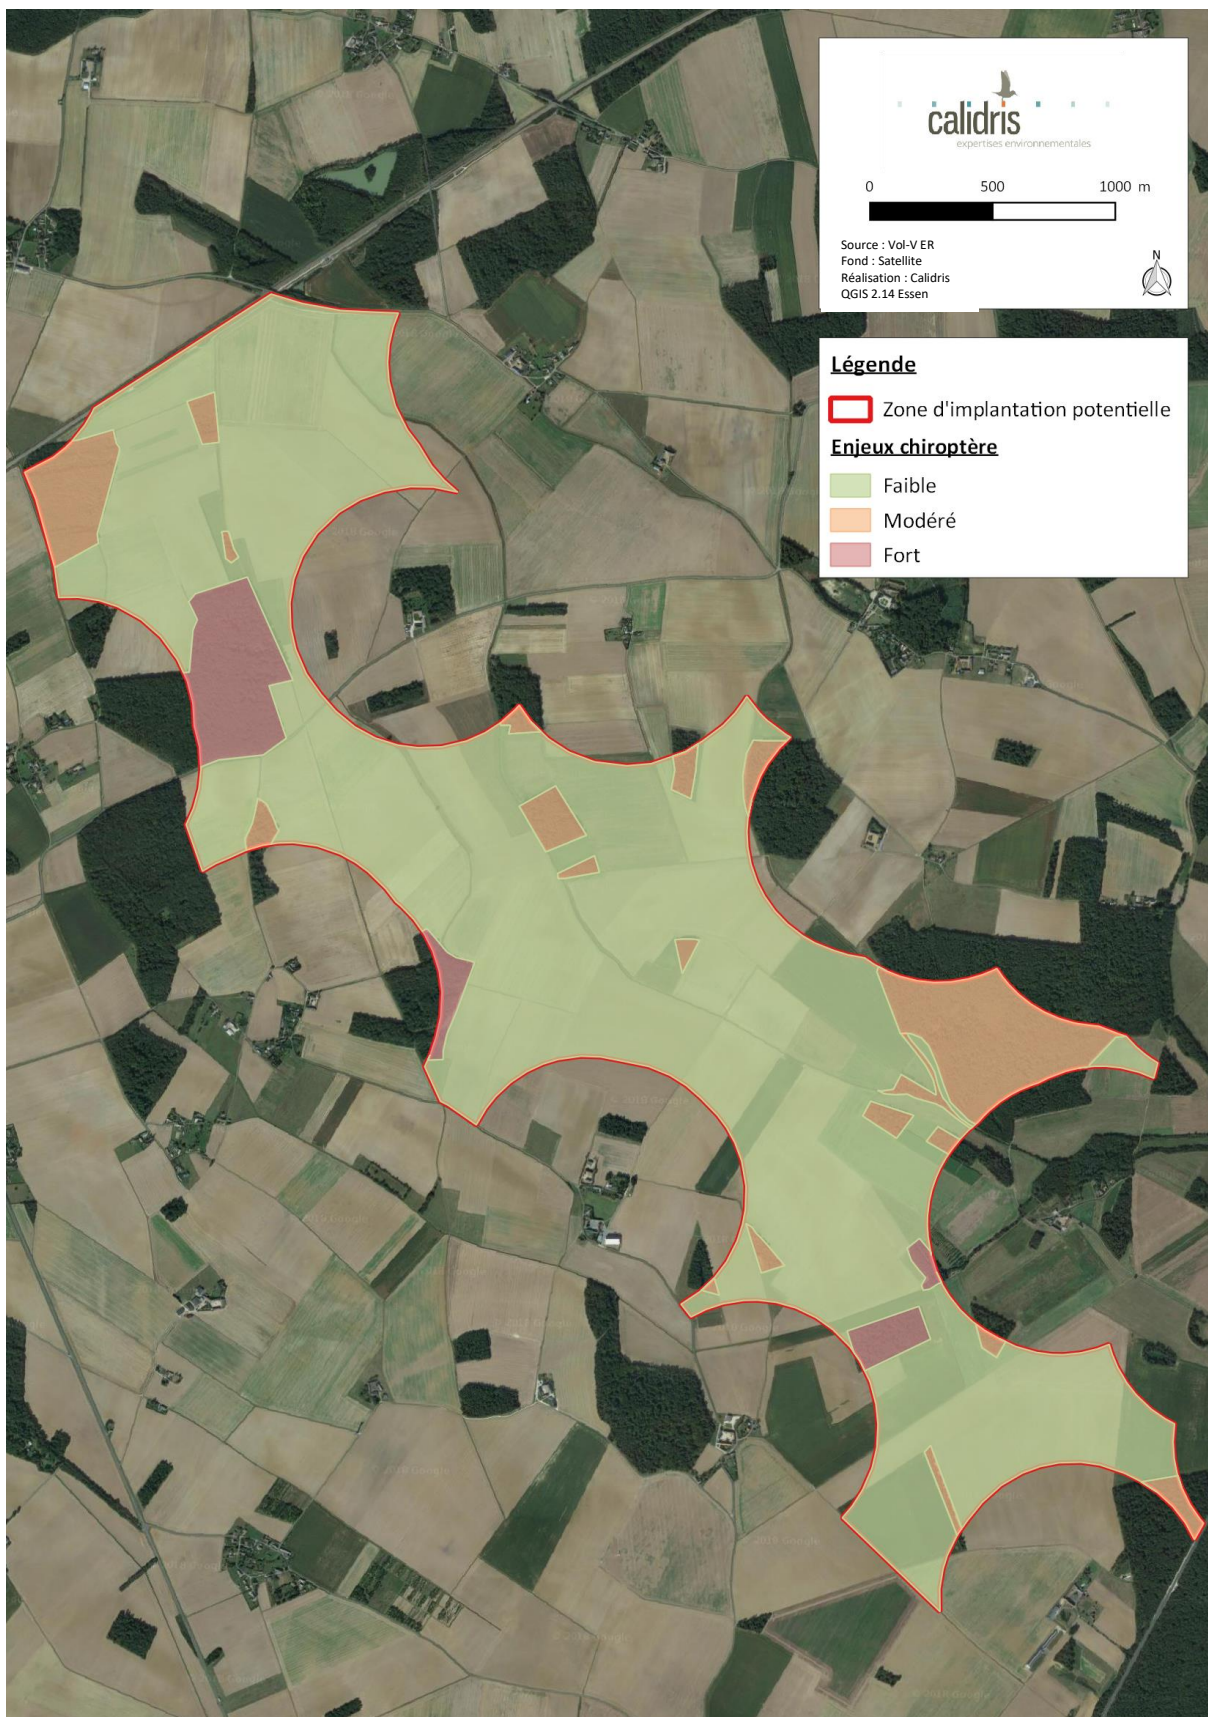 calidris
expertises environnementales
0 500 1000 m
Source : Vol-V ER
Fond : Satellite
Réalisation : Calidris
QGIS 2.14 Essen
N
Légende
Zone d'implantation potentielle
Enjeux chiroptère
Faible
Modéré
Fort